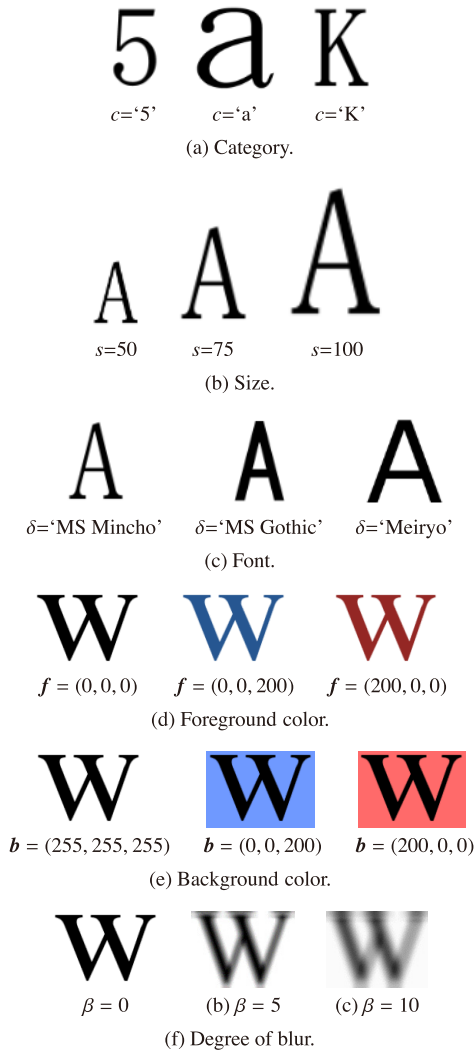 5 a K
c=‘5’ c=‘a’ c=‘K’
(a) Category.
A A A
s=50 s=75 s=100
(b) Size.
A A A
δ=‘MS Mincho’ δ=‘MS Gothic’ δ=‘Meiryo’
(c) Font.
W W W
f = (0, 0, 0) f = (0, 0, 200) f = (200, 0, 0)
(d) Foreground color.
W W W
b = (255, 255, 255) b = (0, 0, 200) b = (200, 0, 0)
(e) Background color.
W W W
β = 0 (b) β = 5 (c) β = 10
(f) Degree of blur.